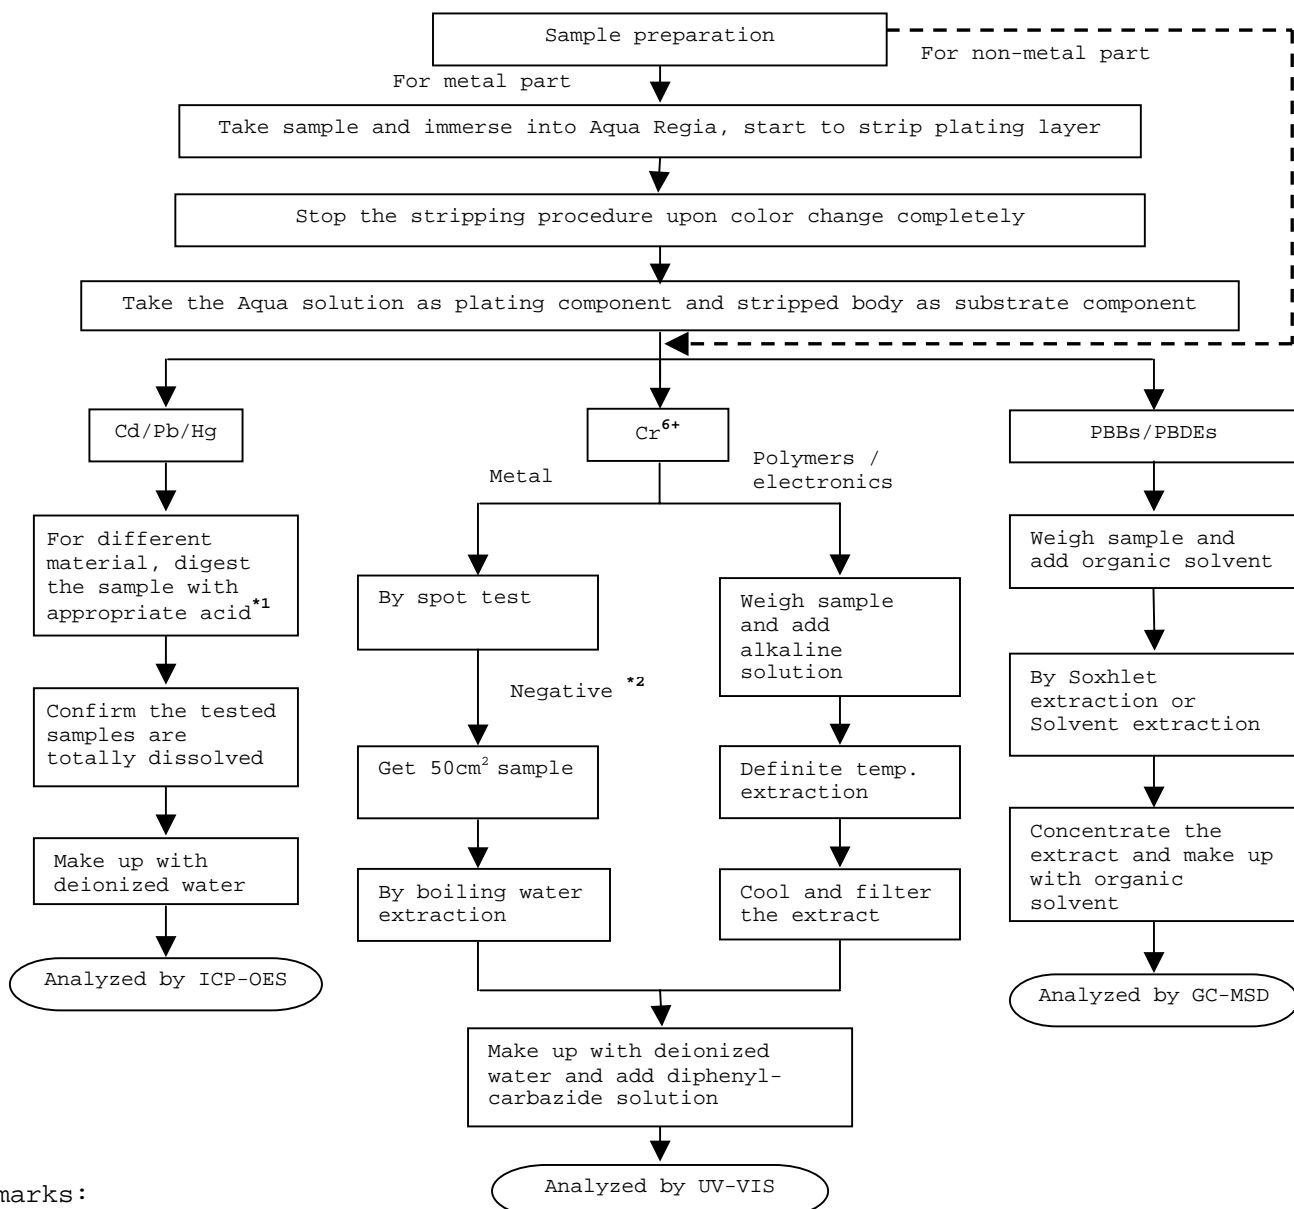 Sample preparation
For non-metal part
For metal part
Take sample and immerse into Aqua Regia, start to strip plating layer
Stop the stripping procedure upon color change completely
Take the Aqua solution as plating component and stripped body as substrate component
Cd/Pb/Hg
Cr6+
PBBs/PBDEs
Metal
Polymers /
electronics
For different
material, digest
the sample with
appropriate acid*1
By spot test
Weigh sample
and add
alkaline
solution
Weigh sample and
add organic solvent
Negative *2
Confirm the tested
samples are
totally dissolved
Get 50cm2 sample
Definite temp.
extraction
By Soxhlet
extraction or
Solvent extraction
Make up with
deionized water
By boiling water
extraction
Cool and filter
the extract
Concentrate the
extract and make up
with organic
solvent
Analyzed by ICP-OES
Analyzed by GC-MSD
Make up with deionized
water and add diphenyl-
carbazide solution
Analyzed by UV-VIS
marks: